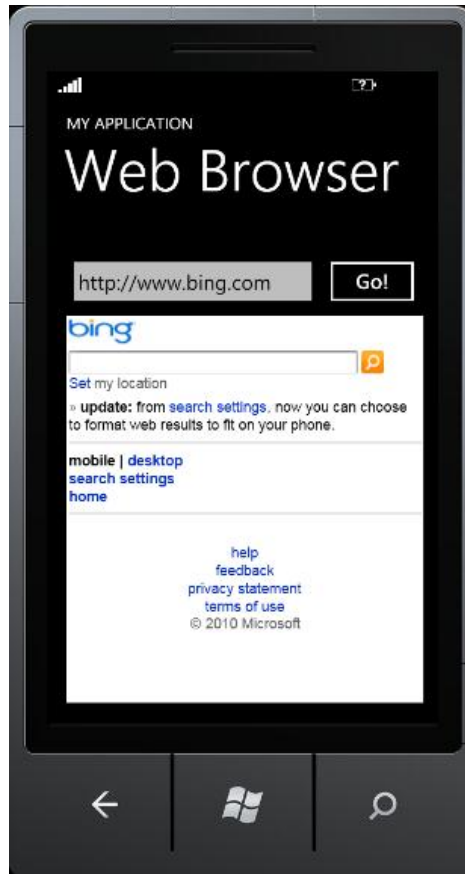 MY APPLICATION
Web Browser
http://www.bing.com Go!
bing
Set my location
» update: from search settings, now you can choose
to format web results to fit on your phone.
mobile | desktop
search settings
home
help
feedback
privacy statement
terms of use
© 2010 Microsoft